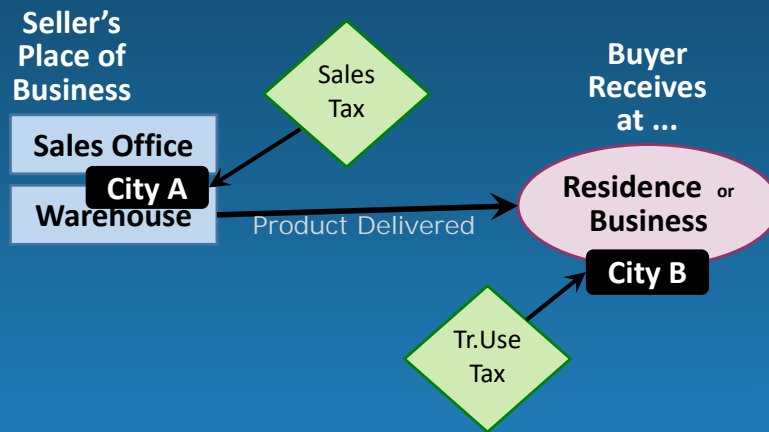 Seller’s
Place of
Business
Sales Office
City A
Warehouse
Sales
Tax
Product Delivered
Buyer
Receives
at ...
Residence or
Business
City B
Tr.Use
Tax